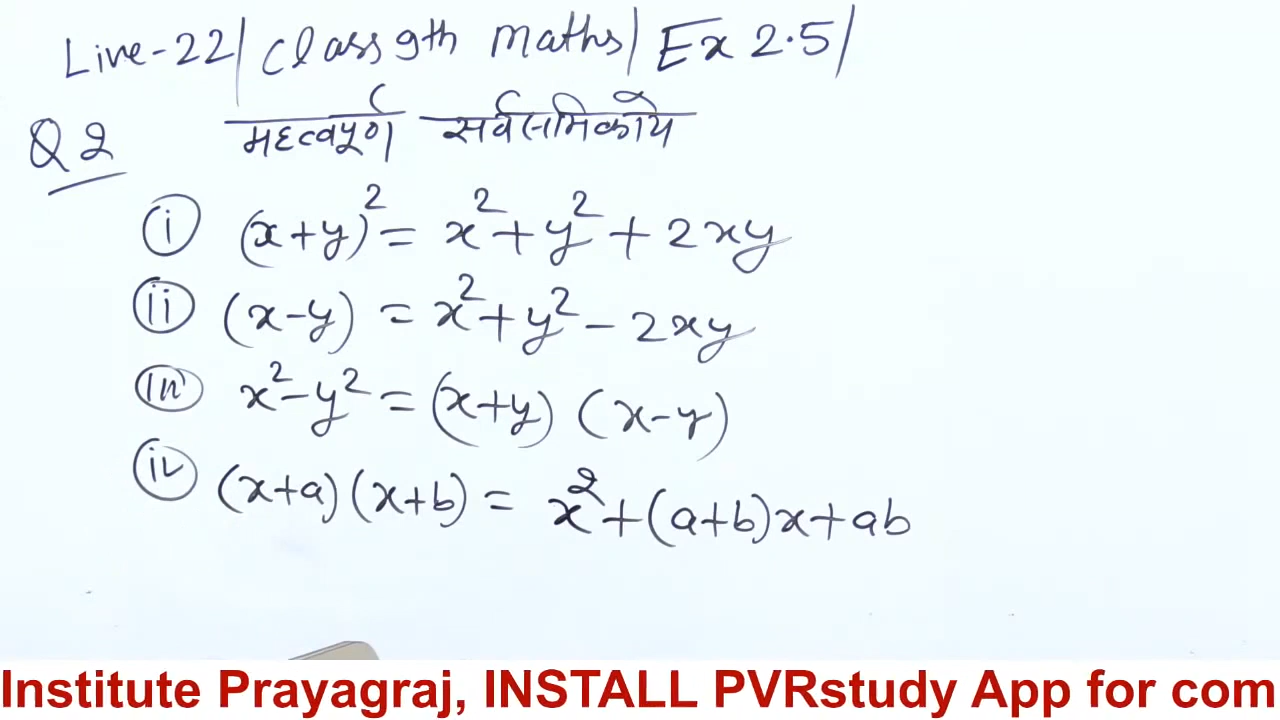 Live-22/ Class 9th maths/ Ex 2.5/
Q 2 महत्वपूर्ण सर्वसमिकायें
(i) (x+y)² = x² + y² + 2xy
(ii) (x-y) = x² + y² - 2xy
(iii) x² - y² = (x+y) (x-y)
(iv) (x+a) (x+b) = x² + (a+b)x + ab
Institute Prayagraj, INSTALL PVRstudy App for com